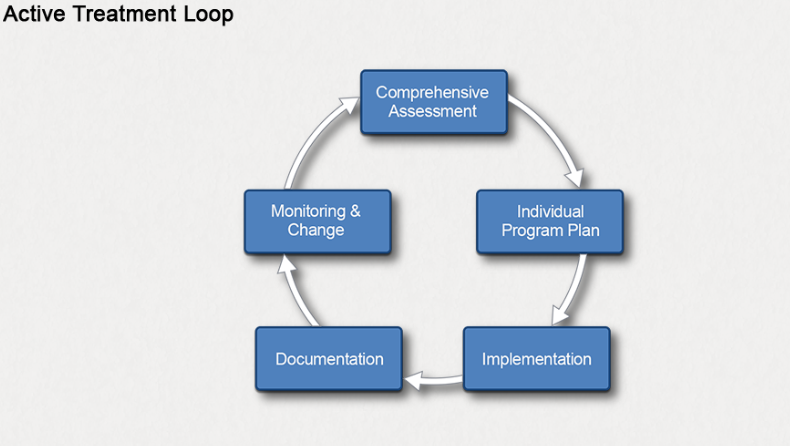 Active Treatment Loop
Comprehensive
Assessment
Monitoring &
Change
Individual
Program Plan
Documentation
Implementation